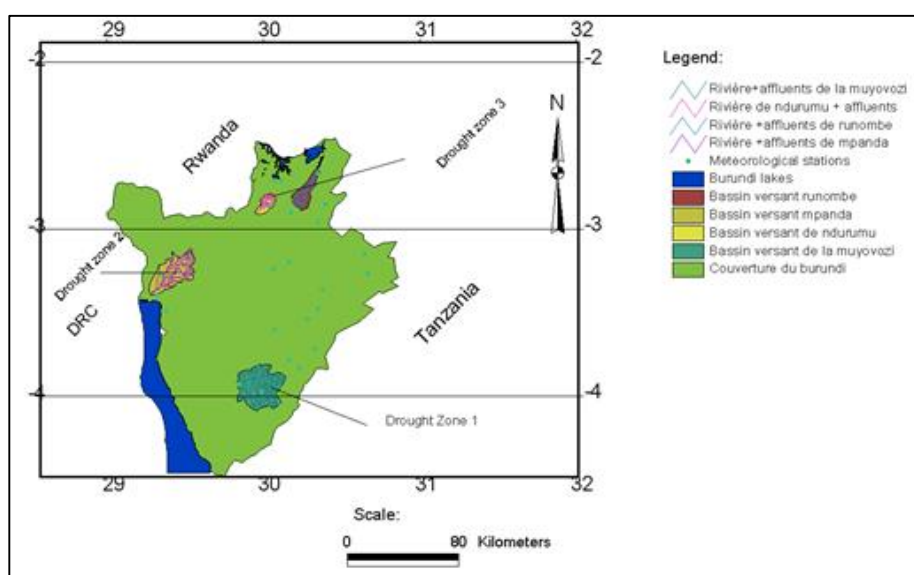 29
30
31
32
-2
-2
Rwanda
Drought zone 3
N
-3
-3
Drought zone 2
DRC
Tanzania
-4
-4
Drought Zone 1
29
30
31
32
Scale:
0
80
Kilometers
Legend:
Rivière+affluents de la muyovozi
Rivière de ndurumu + affluents
Rivière +affluents de runombe
Rivière +affluents de mpanda
Meteorological stations
Burundi lakes
Bassin versant runombe
Bassin versant mpanda
Bassin versant de ndurumu
Bassin versant de la muyovozi
Couverture du burundi